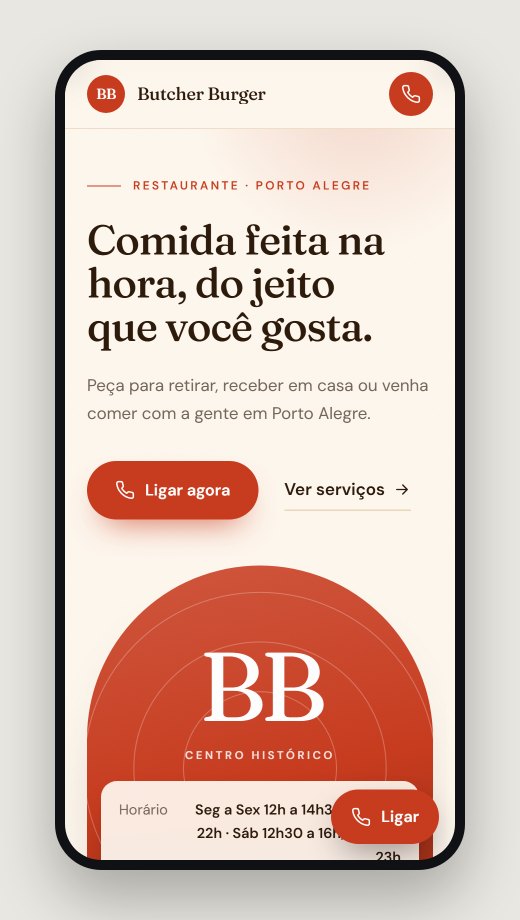 BB Butcher Burger
RESTAURANTE · PORTO ALEGRE
Comida feita na
hora, do jeito
que você gosta.
Peça para retirar, receber em casa ou venha
comer com a gente em Porto Alegre.
Ligar agora
Ver serviços →
BB
CENTRO HISTÓRICO
Horário
Seg a Sex 12h a 14h3
22h · Sáb 12h30 a 16h
23h
Ligar